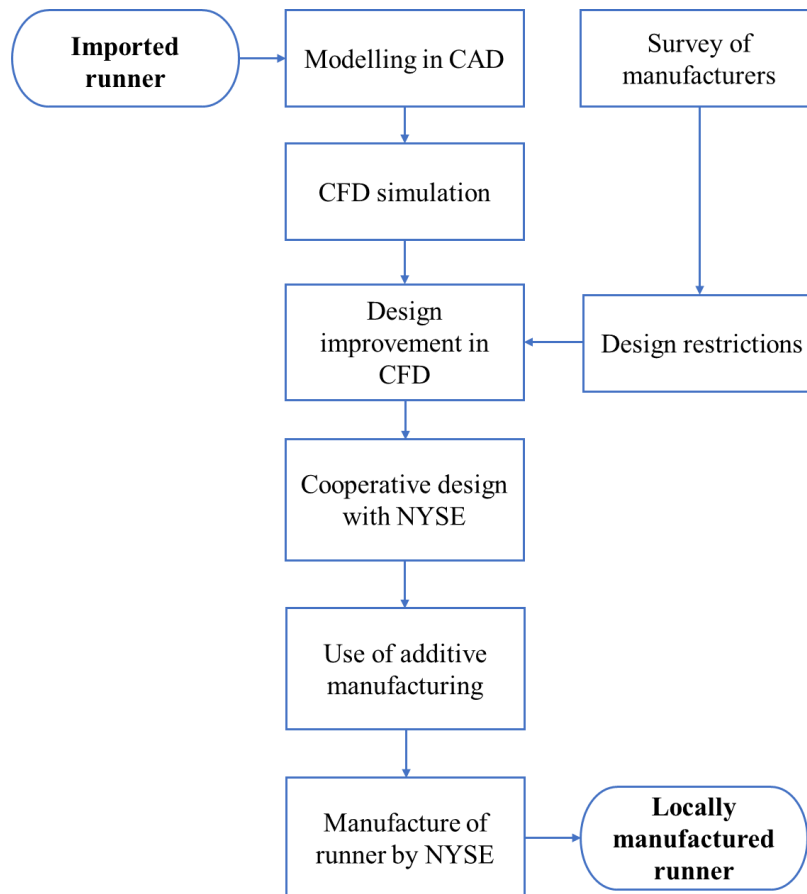 Imported
runner
Modelling in CAD
Survey of
manufacturers
CFD simulation
Design
improvement in
CFD
Design restrictions
Cooperative design
with NYSE
Use of additive
manufacturing
Manufacture of
runner by NYSE
Locally
manufactured
runner